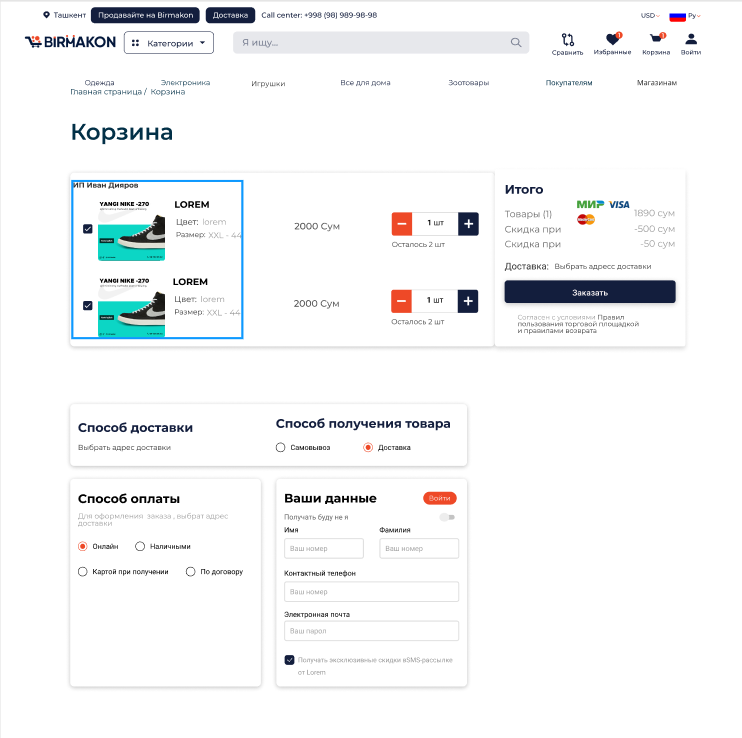 Ташкент Продавайте на Birmakon Доставка Call center: +998 (98) 989-98-98 USD Ру
BIRMAKON Категории Я ищу... Сравнить Избранные Корзина Войти
1 1
Одежда Электроника Игрушки Все для дома Зоотовары Покупателям Магазинам
Главная страница / Корзина
Корзина
ИП Иван Дияров
YANGI NIKE -270
LOREM
Цвет: lorem
Размер: XXL - 44
2000 Сум
1 шт
Осталось 2 шт
YANGI NIKE -270
LOREM
Цвет: lorem
Размер: XXL - 44
2000 Сум
1 шт
Осталось 2 шт
Итого
МИР VISA
Товары (1) 1890 сум
Скидка при -500 сум
Скидка при -50 сум
Доставка: Выбрать адресс доставки
Заказать
Согласен с условиями Правил
пользования торговой площадкой
и правилами возврата
Способ доставки
Выбрать адрес доставки
Способ получения товара
Самовывоз Доставка
Способ оплаты
Для оформления заказа , выбрат адрес
доставки
Онлайн Наличными
Картой при получении По договору
Ваши данные Войти
Получать буду не я
Имя Фамилия
Ваш номер Ваш номер
Контактный телефон
Ваш номер
Электронная почта
Ваш парол
Получать эксклюзивные скидки вSMS-рассылке
от Lorem